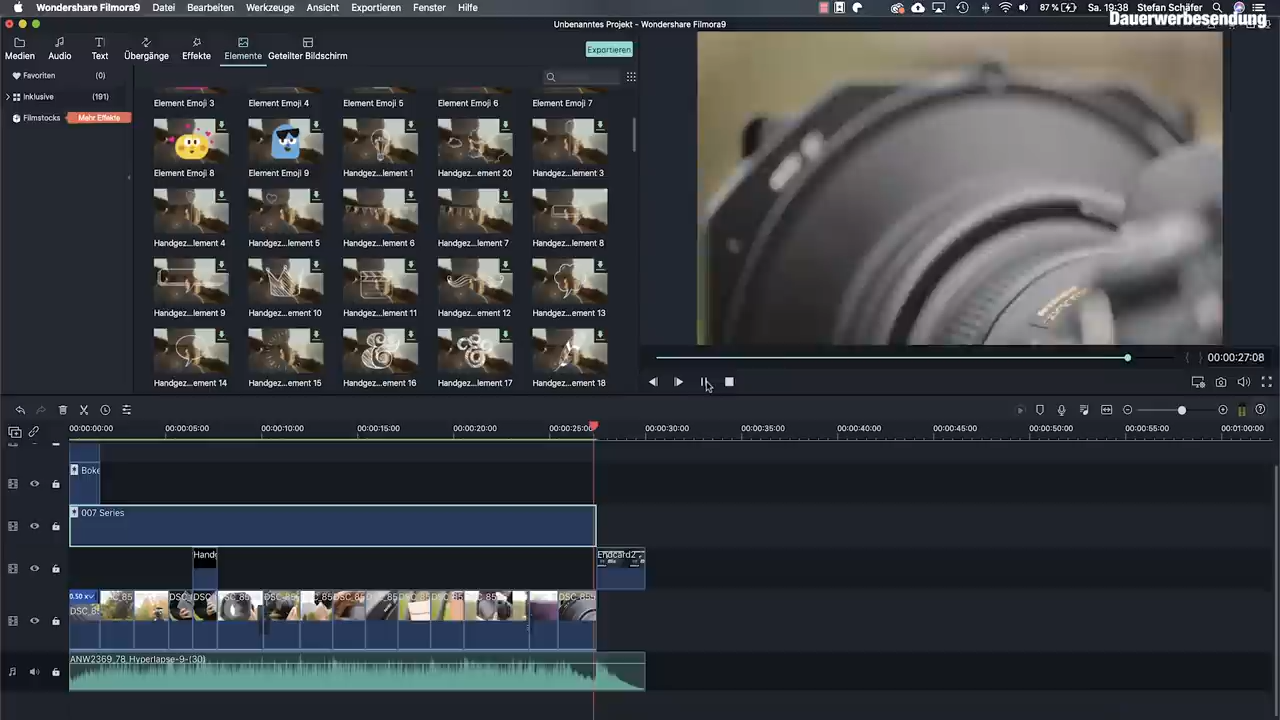 Wondershare Filmora9 Datei Bearbeiten Werkzeuge Ansicht Exportieren Fenster Hilfe
87 % Sa. 19:38 Stefan Schäfer
Dauerwerbesendung
Unbenanntes Projekt - Wondershare Filmora9
Medien Audio Text Übergänge Effekte Elemente Geteilter Bildschirm
Exportieren
Favoriten (0)
Inklusive (191)
Filmstocks Mehr Effekte
Element Emoji 3 Element Emoji 4 Element Emoji 5 Element Emoji 6 Element Emoji 7
Element Emoji 8 Element Emoji 9 Handgez...lement 1 Handgez...ement 20 Handgez...lement 3
Handgez...lement 4 Handgez...lement 5 Handgez...lement 6 Handgez...lement 7 Handgez...lement 8
Handgez...lement 9 Handgez...ement 10 Handgez...ement 11 Handgez...ement 12 Handgez...ement 13
Handgez...ement 14 Handgez...ement 15 Handgez...ement 16 Handgez...ement 17 Handgez...ement 18
00:00:27:08
00:00:00:00 00:00:05:00 00:00:10:00 00:00:15:00 00:00:20:00 00:00:25:00 00:00:30:00 00:00:35:00 00:00:40:00 00:00:45:00 00:00:50:00 00:00:55:00 00:01:00:00
Boke
007 Series
Handg
Endcard2
0.50 x
ANW2369_78_Hyperlapse-9-(30)